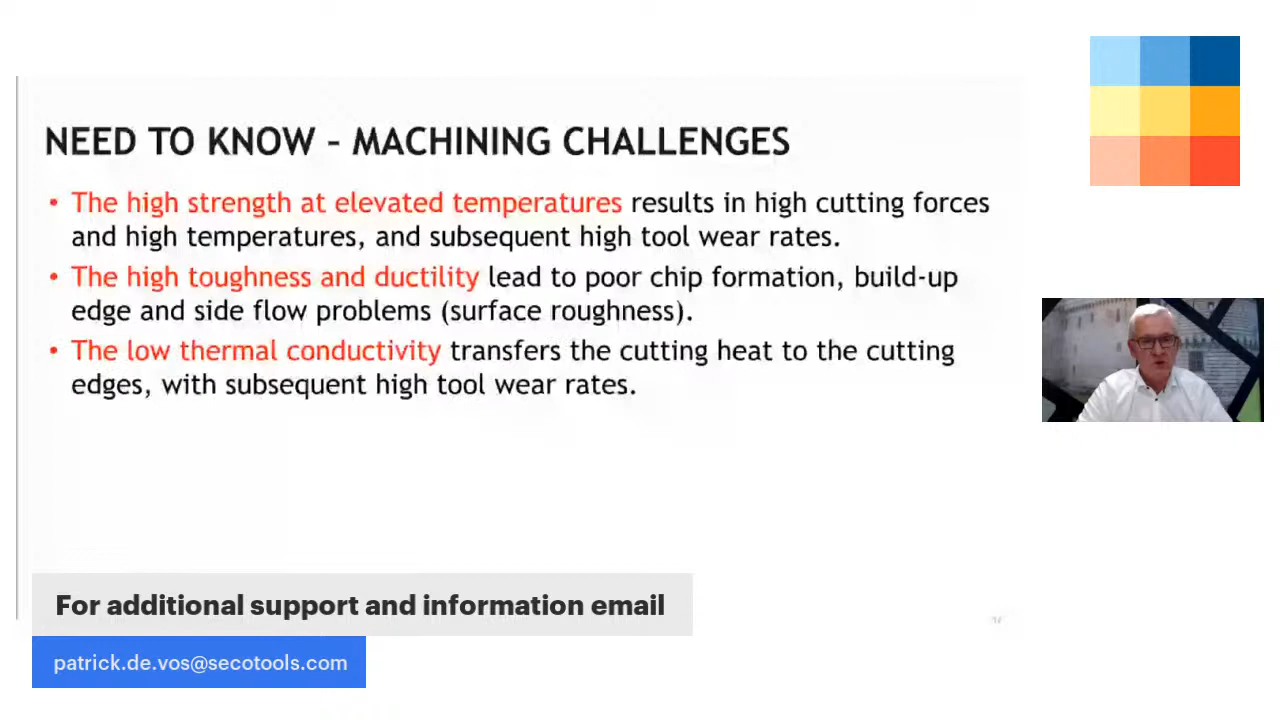 NEED TO KNOW – MACHINING CHALLENGES
• The high strength at elevated temperatures results in high cutting forces
and high temperatures, and subsequent high tool wear rates.
• The high toughness and ductility lead to poor chip formation, build-up
edge and side flow problems (surface roughness).
• The low thermal conductivity transfers the cutting heat to the cutting
edges, with subsequent high tool wear rates.
For additional support and information email
patrick.de.vos@secotools.com